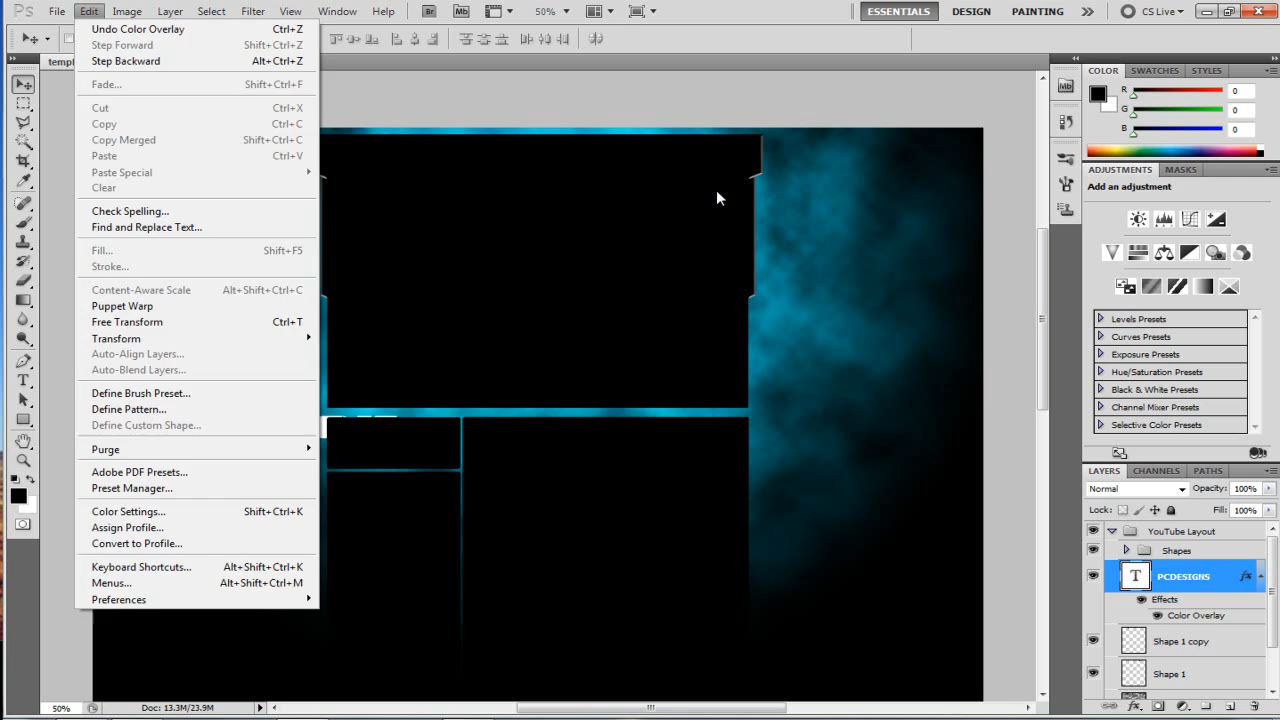 Ps File Edit Image Layer Select Filter View Window Help Br Mb 50% ESSENTIALS DESIGN PAINTING CS Live
templ
Undo Color Overlay Ctrl+Z
Step Forward Shift+Ctrl+Z
Step Backward Alt+Ctrl+Z
Fade... Shift+Ctrl+F
Cut Ctrl+X
Copy Ctrl+C
Copy Merged Shift+Ctrl+C
Paste Ctrl+V
Paste Special
Clear
Check Spelling...
Find and Replace Text...
Fill... Shift+F5
Stroke...
Content-Aware Scale Alt+Shift+Ctrl+C
Puppet Warp
Free Transform Ctrl+T
Transform
Auto-Align Layers...
Auto-Blend Layers...
Define Brush Preset...
Define Pattern...
Define Custom Shape...
Purge
Adobe PDF Presets...
Preset Manager...
Color Settings... Shift+Ctrl+K
Assign Profile...
Convert to Profile...
Keyboard Shortcuts... Alt+Shift+Ctrl+K
Menus... Alt+Shift+Ctrl+M
Preferences
50% Doc: 13.3M/23.9M
Mb
COLOR SWATCHES STYLES
R 0
G 0
B 0
ADJUSTMENTS MASKS
Add an adjustment
Levels Presets
Curves Presets
Exposure Presets
Hue/Saturation Presets
Black & White Presets
Channel Mixer Presets
Selective Color Presets
LAYERS CHANNELS PATHS
Normal Opacity: 100%
Lock: Fill: 100%
YouTube Layout
Shapes
T PCDESIGNS fx
Effects
Color Overlay
Shape 1 copy
Shape 1